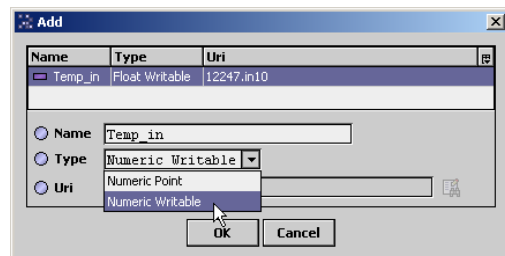 Add
Name Type Uri
Temp_in Float Writable 12247.in10
Name Temp_in
Type Numeric Writable
Uri
Numeric Point
Numeric Writable
OK Cancel